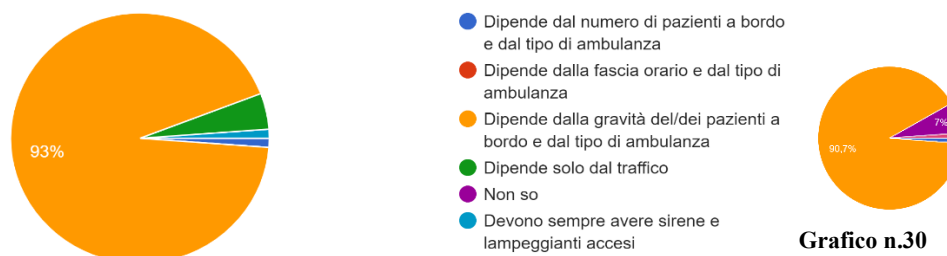 93%
Dipende dal numero di pazienti a bordo
e dal tipo di ambulanza
Dipende dalla fascia orario e dal tipo di
ambulanza
Dipende dalla gravità del/dei pazienti a
bordo e dal tipo di ambulanza
Dipende solo dal traffico
Non so
Devono sempre avere sirene e
lampeggianti accesi
90,7%
7%
Grafico n.30